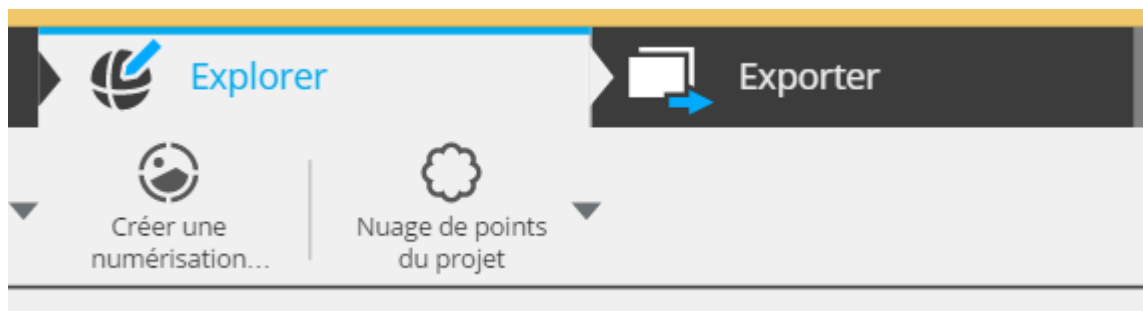 Explorer
Exporter
Créer une
numérisation...
Nuage de points
du projet